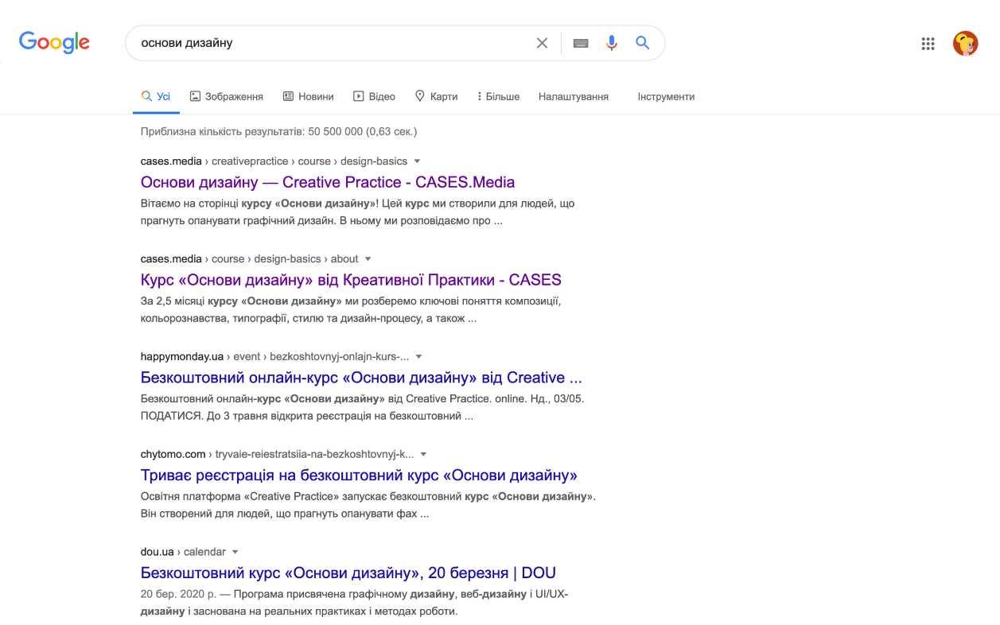 Google
основи дизайну
Усі Зображення Новини Відео Карти Більше Налаштування Інструменти
Приблизна кількість результатів: 50 500 000 (0,63 сек.)
cases.media › creativepractice › course › design-basics
Основи дизайну — Creative Practice - CASES.Media
Вітаємо на сторінці курсу «Основи дизайну»! Цей курс ми створили для людей, що
прагнуть опанувати графічний дизайн. В ньому ми розповідаємо про ...
cases.media › course › design-basics › about
Курс «Основи дизайну» від Креативної Практики - CASES
За 2,5 місяці курсу «Основи дизайну» ми розберемо ключові поняття композиції,
кольорознавства, типографії, стилю та дизайн-процесу, а також ...
happymonday.ua › event › bezkoshtovnyj-onlajn-kurs-...
Безкоштовний онлайн-курс «Основи дизайну» від Creative ...
Безкоштовний онлайн-курс «Основи дизайну» від Creative Practice. online. Нд., 03/05.
ПОДАТИСЯ. До 3 травня відкрита реєстрація на безкоштовний ...
chytomo.com › tryvaie-reiestratsiia-na-bezkoshtovnyj-k...
Триває реєстрація на безкоштовний курс «Основи дизайну»
Освітня платформа «Creative Practice» запускає безкоштовний курс «Основи дизайну».
Він створений для людей, що прагнуть опанувати фах ...
dou.ua › calendar
Безкоштовний курс «Основи дизайну», 20 березня | DOU
20 бер. 2020 р. — Програма присвячена графічному дизайну, веб-дизайну і UI/UX-
дизайну і заснована на реальних практиках і методах роботи.